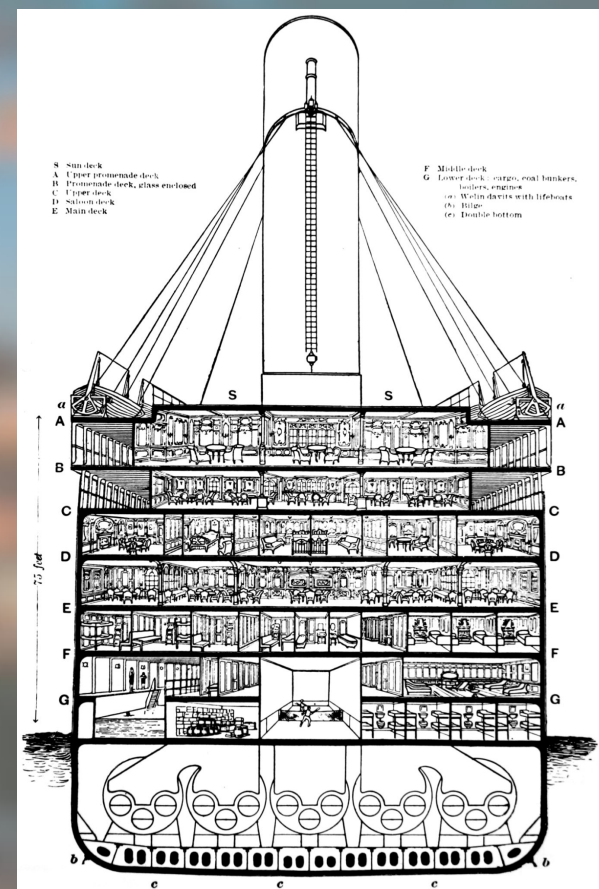 S Sun deck
A Upper promenade deck
B Promenade deck, glass enclosed
C Upper deck
D Saloon deck
E Main deck
F Middle deck
G Lower deck: cargo, coal bunkers,
boilers, engines
(a) Welin davits with lifeboats
(b) Bilge
(c) Double bottom
S S
a a
A A
B B
C C
D D
75 feet
E E
F F
G G
b b
c c c